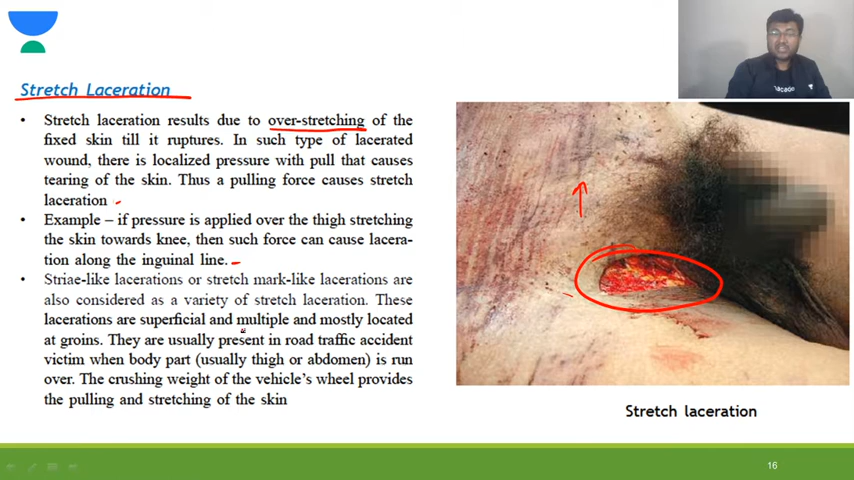 Stretch Laceration
• Stretch laceration results due to over-stretching of the
fixed skin till it ruptures. In such type of lacerated
wound, there is localized pressure with pull that causes
tearing of the skin. Thus a pulling force causes stretch
laceration
• Example – if pressure is applied over the thigh stretching
the skin towards knee, then such force can cause lacera-
tion along the inguinal line.
• Striae-like lacerations or stretch mark-like lacerations are
also considered as a variety of stretch laceration. These
lacerations are superficial and multiple and mostly located
at groins. They are usually present in road traffic accident
victim when body part (usually thigh or abdomen) is run
over. The crushing weight of the vehicle's wheel provides
the pulling and stretching of the skin
Stretch laceration
16